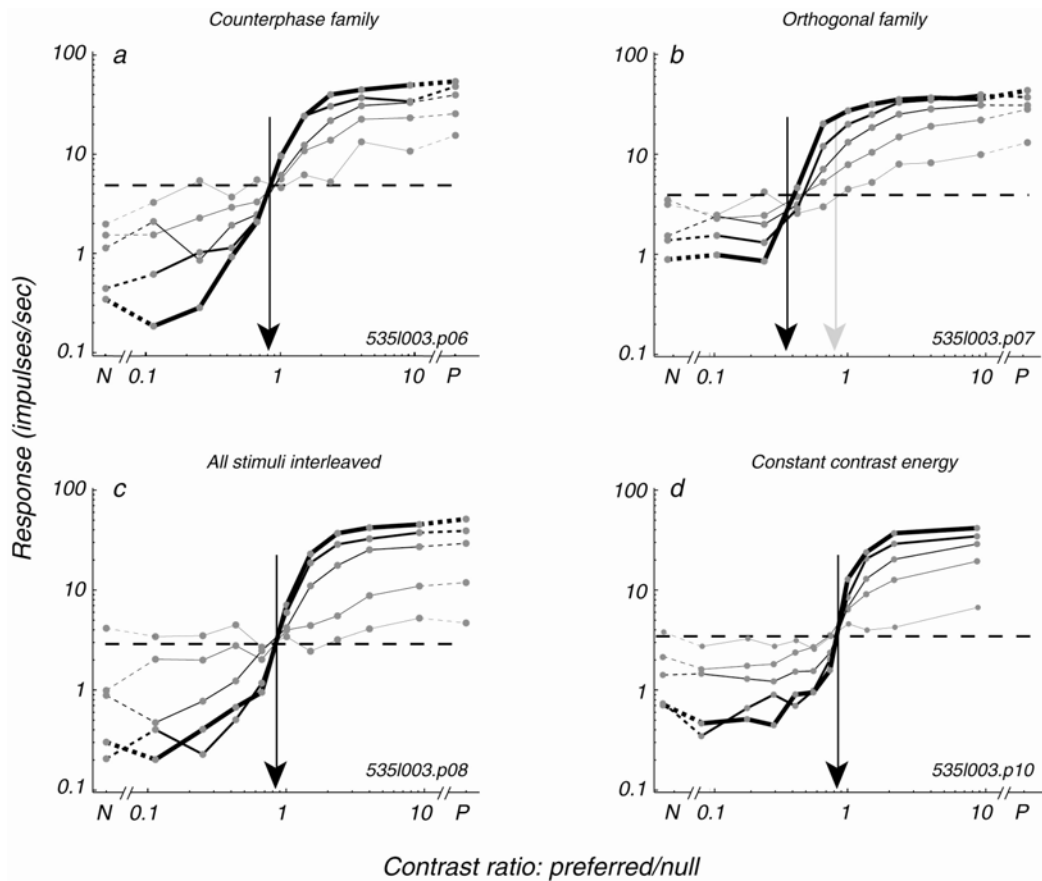 Counterphase family
Orthogonal family
a
100
10
1
0.1
535l003.p06
N
0.1
1
10
P
b
100
10
1
0.1
535l003.p07
N
0.1
1
10
P
Response (impulses/sec)
All stimuli interleaved
Constant contrast energy
c
100
10
1
0.1
535l003.p08
N
0.1
1
10
P
d
100
10
1
0.1
535l003.p10
N
0.1
1
10
P
Contrast ratio: preferred/null